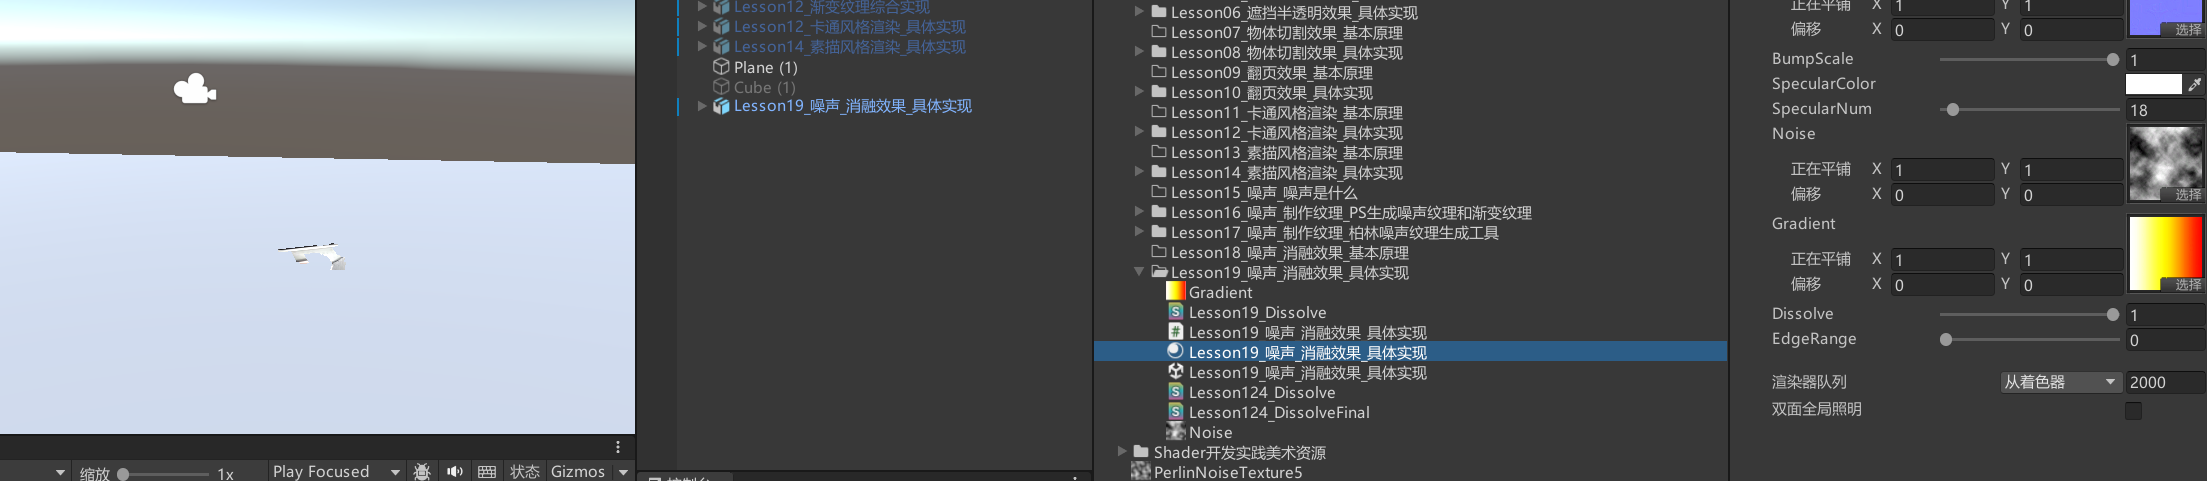 Lesson12_渐变纹理综合实现
Lesson12_卡通风格渲染_具体实现
Lesson14_素描风格渲染_具体实现
Plane (1)
Cube (1)
Lesson19_噪声_消融效果_具体实现
缩放
1x
Play Focused
状态
Gizmos
Lesson06_遮挡半透明效果_具体实现
Lesson07_物体切割效果_基本原理
Lesson08_物体切割效果_具体实现
Lesson09_翻页效果_基本原理
Lesson10_翻页效果_具体实现
Lesson11_卡通风格渲染_基本原理
Lesson12_卡通风格渲染_具体实现
Lesson13_素描风格渲染_基本原理
Lesson14_素描风格渲染_具体实现
Lesson15_噪声_噪声是什么
Lesson16_噪声_制作纹理_PS生成噪声纹理和渐变纹理
Lesson17_噪声_制作纹理_柏林噪声纹理生成工具
Lesson18_噪声_消融效果_基本原理
Lesson19_噪声_消融效果_具体实现
Gradient
Lesson19_Dissolve
Lesson19_噪声_消融效果_具体实现
Lesson19_噪声_消融效果_具体实现
Lesson19_噪声_消融效果_具体实现
Lesson124_Dissolve
Lesson124_DissolveFinal
Noise
Shader开发实践美术资源
PerlinNoiseTexture5
正在平铺 X 1 Y 1
偏移 X 0 Y 0 选择
BumpScale 1
SpecularColor
SpecularNum 18
Noise
正在平铺 X 1 Y 1
偏移 X 0 Y 0 选择
Gradient
正在平铺 X 1 Y 1
偏移 X 0 Y 0 选择
Dissolve 1
EdgeRange 0
渲染器队列 从着色器 2000
双面全局照明